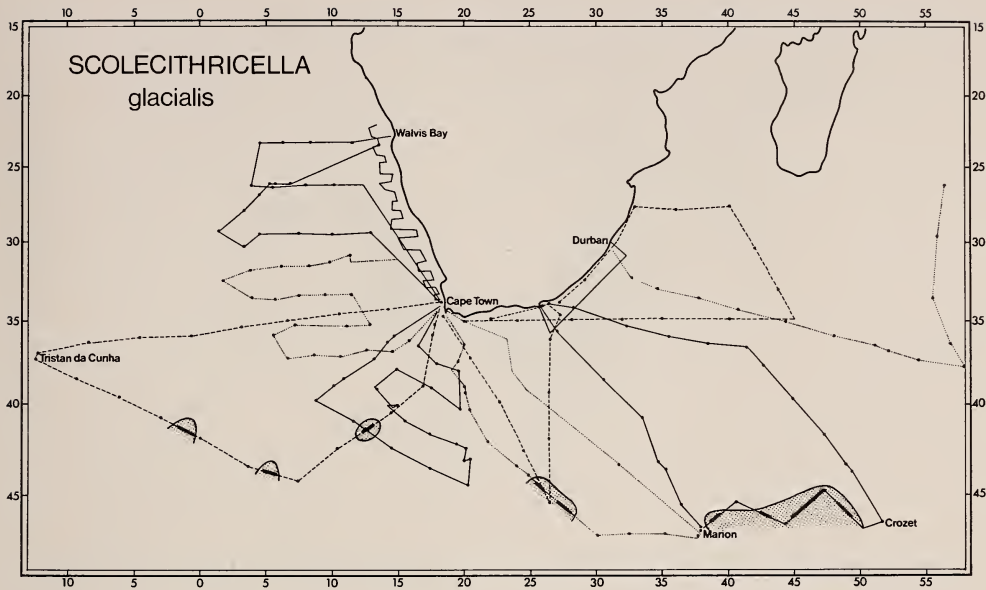 10 5 0 5 10 15 20 25 30 35 40 45 50 55
15 15
SCOLECITHRICELLA
glacialis
20 20
Walvis Bay
25 25
Durban
30 30
Cape Town
35 35
Tristan da Cunha
40 40
45 45
Crozet
Marion
10 5 0 5 10 15 20 25 30 35 40 45 50 55